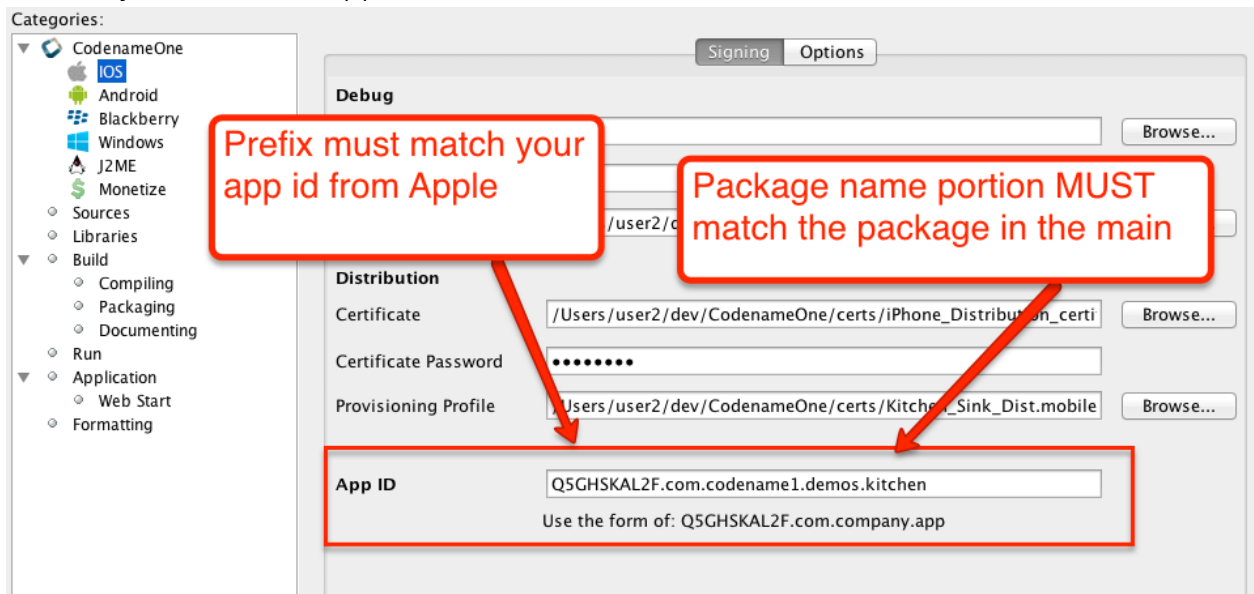 Categories:
CodenameOne
IOS
Android
Blackberry
Windows
J2ME
Monetize
Sources
Libraries
Build
Compiling
Packaging
Documenting
Run
Application
Web Start
Formatting
Signing Options
Debug
Browse...
Prefix must match your
app id from Apple
Package name portion MUST
match the package in the main
/user2/
Distribution
Certificate /Users/user2/dev/CodenameOne/certs/iPhone_Distribution_certi Browse...
Certificate Password ••••••••
Provisioning Profile /Users/user2/dev/CodenameOne/certs/Kitchen_Sink_Dist.mobile Browse...
App ID Q5GHSKAL2F.com.codename1.demos.kitchen
Use the form of: Q5GHSKAL2F.com.company.app